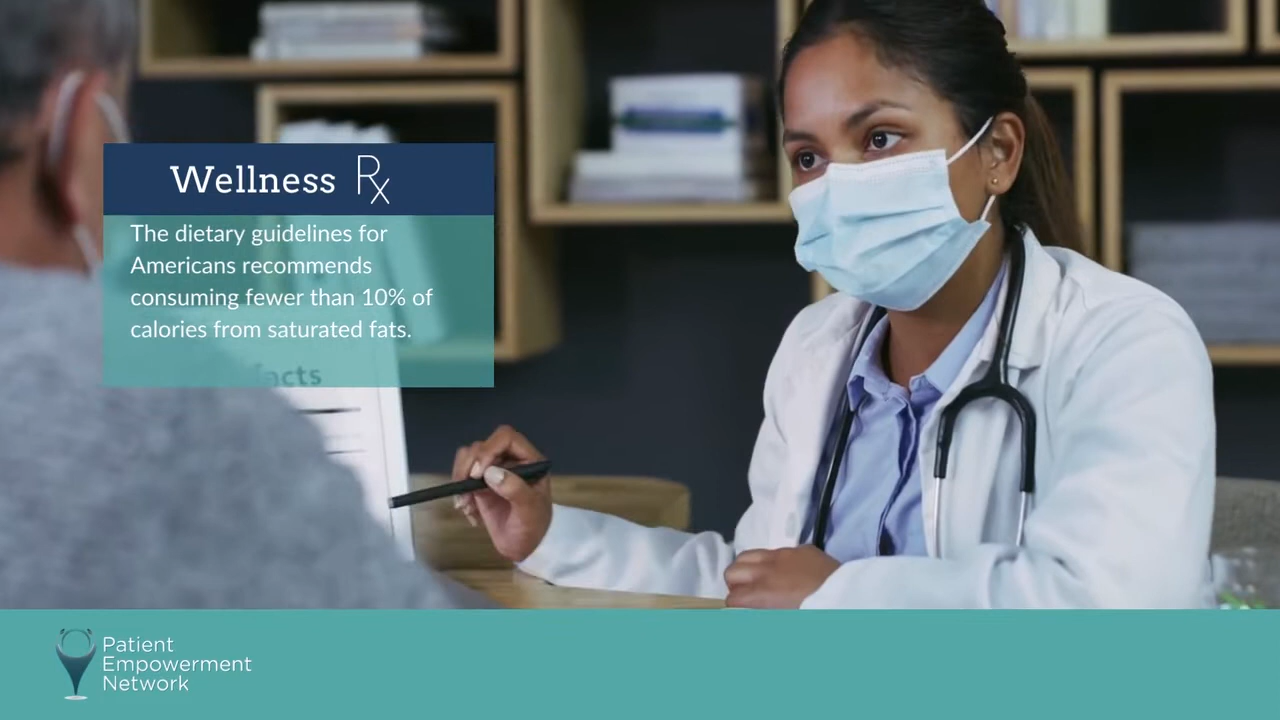 Wellness Rx
The dietary guidelines for
Americans recommends
consuming fewer than 10% of
calories from saturated fats.
acts
Patient
Empowerment
Network